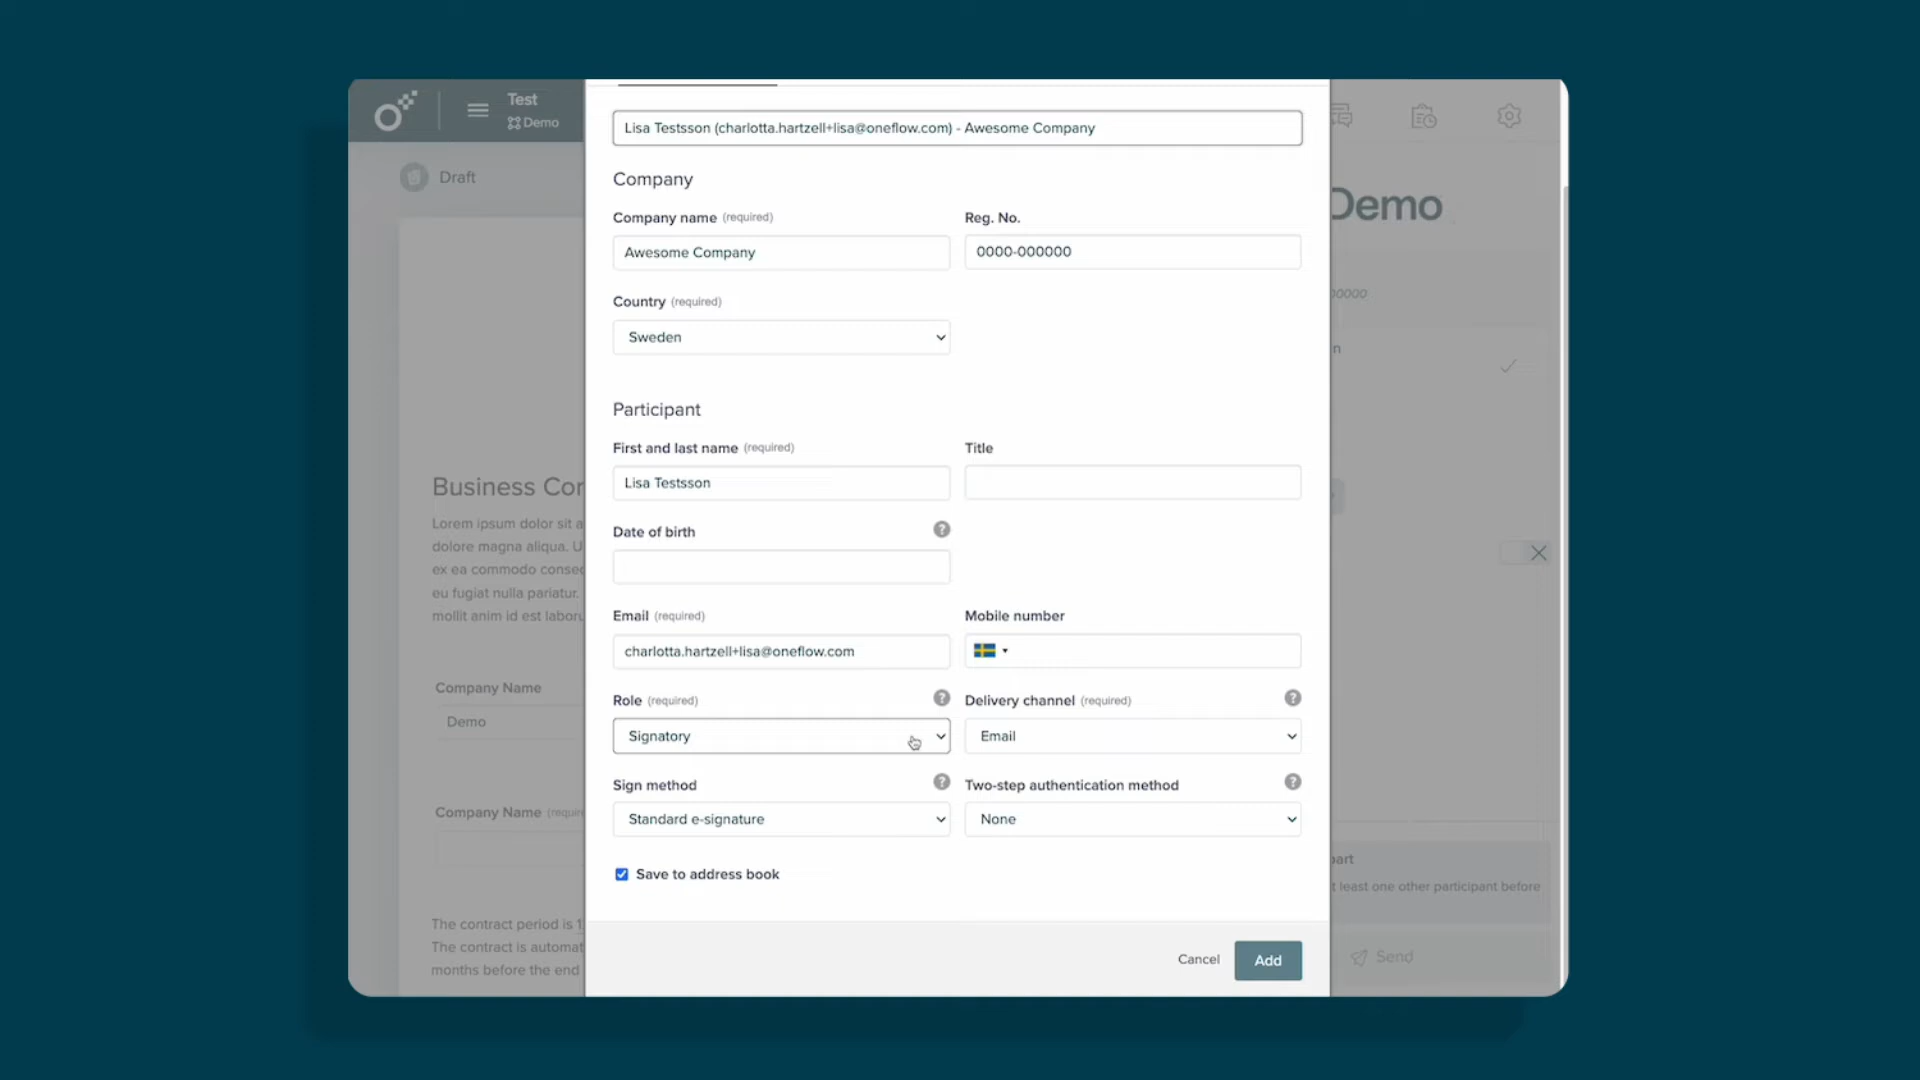 Test
Demo
Draft
Lisa Testsson (charlotta.hartzell+lisa@oneflow.com) - Awesome Company
Company
Company name (required)
Reg. No.
Awesome Company
0000-000000
Country (required)
Sweden
Participant
First and last name (required)
Title
Lisa Testsson
Date of birth
?
Email (required)
Mobile number
charlotta.hartzell+lisa@oneflow.com
Role (required)
?
Delivery channel (required)
?
Signatory
Email
Sign method
?
Two-step authentication method
?
Standard e-signature
None
Save to address book
Cancel
Add
Business Cor
Lorem ipsum dolor sit a
dolore magna aliqua. U
ex ea commodo consec
eu fugiat nulla pariatur.
mollit anim id est laboru
Company Name
Demo
Company Name (requir
The contract period is 1
The contract is automat
months before the end
Demo
00000
n
part
t least one other participant before
Send